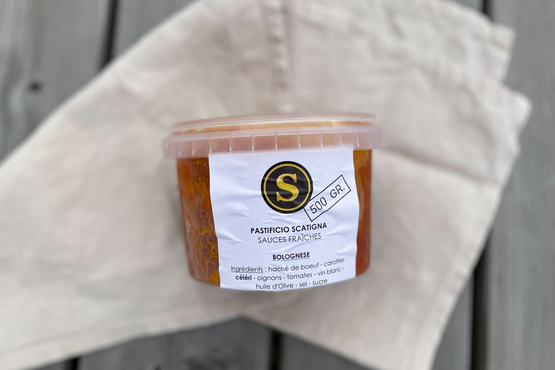 S
500 GR.
PASTIFICIO SCATIGNA
SAUCES FRAÎCHES
BOLOGNESE
Ingrédients : haché de boeuf - carottes -
céléri - oignons - tomates - vin blanc -
huile d'Olive - sel - sucre